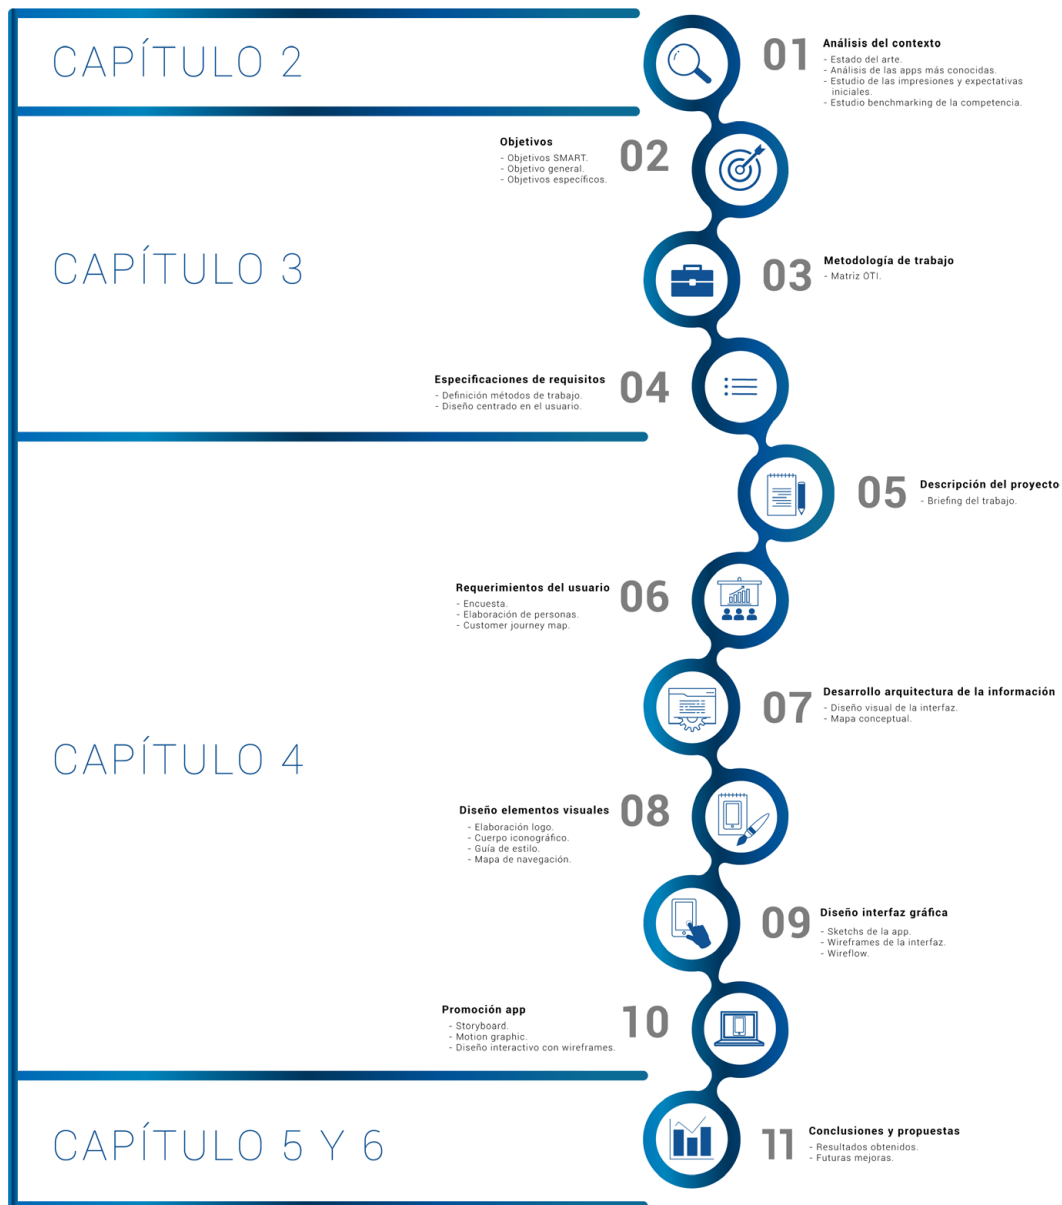 CAPÍTULO 2
01
Análisis del contexto
- Estado del arte.
- Análisis de las apps más conocidas.
- Estudio de las impresiones y expectativas
iniciales.
- Estudio benchmarking de la competencia.
Objetivos
- Objetivos SMART.
- Objetivo general.
- Objetivos específicos.
02
CAPÍTULO 3
03
Metodología de trabajo
- Matriz OTI.
Especificaciones de requisitos
- Definición métodos de trabajo.
- Diseño centrado en el usuario.
04
05
Descripción del proyecto
- Briefing del trabajo.
Requerimientos del usuario
- Encuesta.
- Elaboración de personas.
- Customer journey map.
06
07
Desarrollo arquitectura de la información
- Diseño visual de la interfaz.
- Mapa conceptual.
CAPÍTULO 4
Diseño elementos visuales
- Elaboración logo.
- Cuerpo iconográfico.
- Guía de estilo.
- Mapa de navegación.
08
09
Diseño interfaz gráfica
- Sketchs de la app.
- Wireframes de la interfaz.
- Wireflow.
Promoción app
- Storyboard.
- Motion graphic.
- Diseño interactivo con wireframes.
10
CAPÍTULO 5 Y 6
11
Conclusiones y propuestas
- Resultados obtenidos.
- Futuras mejoras.